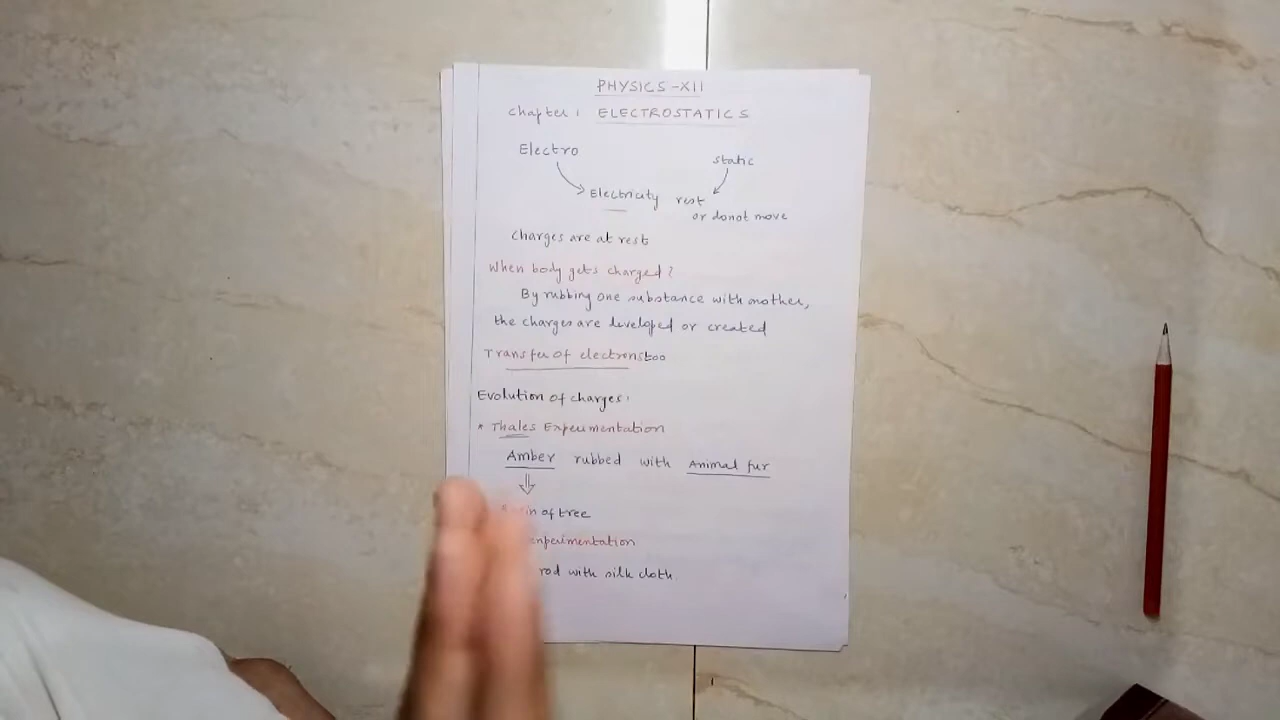 PHYSICS -XII
Chapter 1 ELECTROSTATICS
Electro
static
Electricity rest
or donot move
Charges are at rest
When body gets charged?
By rubbing one substance with another,
the charges are developed or created
Transfer of electrons too
Evolution of charges:
* Thales Experimentation
Amber rubbed with Animal fur
of tree
experimentation
rod with silk cloth